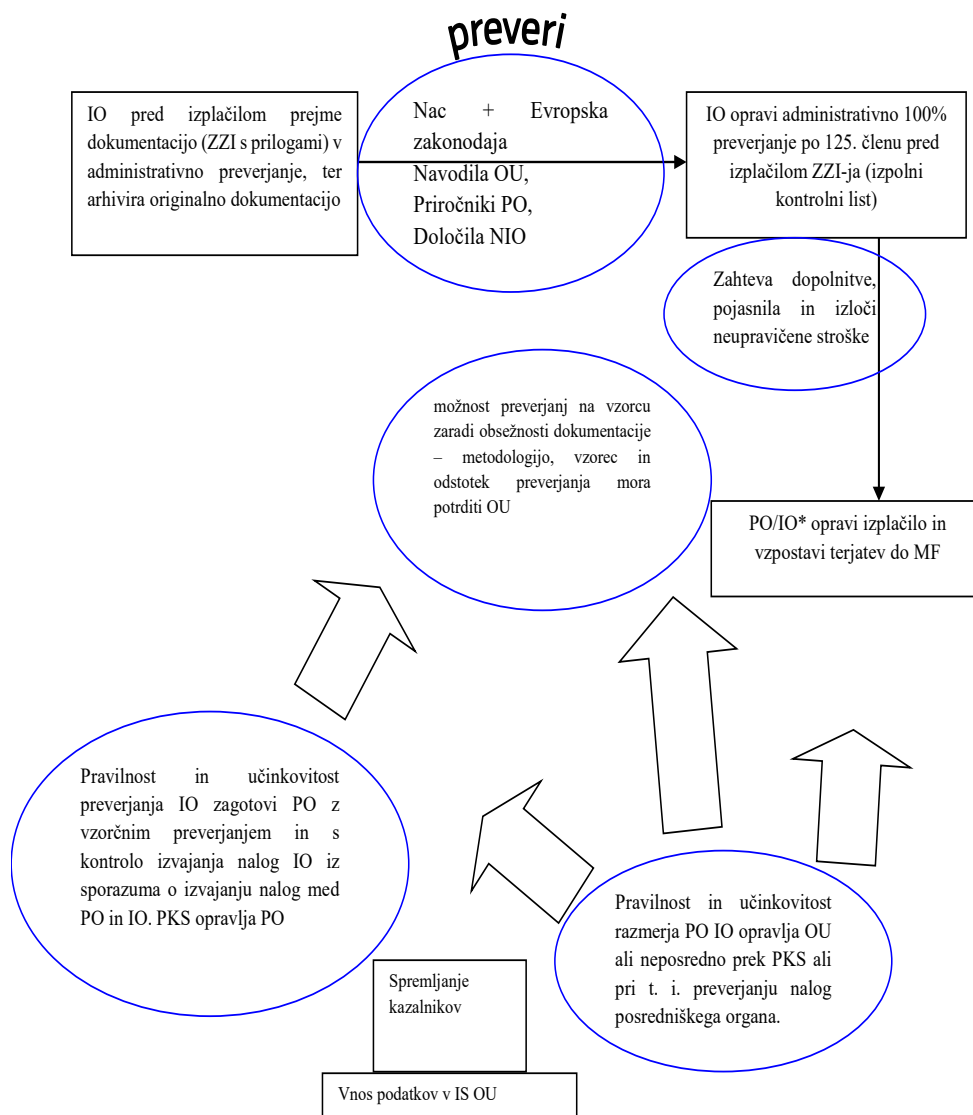 preveri
IO pred izplačilom prejme
dokumentacijo (ZZI s prilogami) v
administrativno preverjanje, ter
arhivira originalno dokumentacijo
Nac + Evropska
zakonodaja
Navodila OU,
Priročniki PO,
Določila NIO
IO opravi administrativno 100%
preverjanje po 125. členu pred
izplačilom ZZI-ja (izpolni
kontrolni list)
Zahteva dopolnitve,
pojasnila in izloči
neupravičene stroške
možnost preverjanj na vzorcu
zaradi obsežnosti dokumentacije
– metodologijo, vzorec in
odstotek preverjanja mora
potrditi OU
PO/IO* opravi izplačilo in
vzpostavi terjatev do MF
Pravilnost in učinkovitost
preverjanja IO zagotovi PO z
vzorčnim preverjanjem in s
kontrolo izvajanja nalog IO iz
sporazuma o izvajanju nalog med
PO in IO. PKS opravlja PO
Pravilnost in učinkovitost
razmerja PO IO opravlja OU
ali neposredno prek PKS ali
pri t. i. preverjanju nalog
posredniškega organa.
Spremljanje
kazalnikov
Vnos podatkov v IS OU